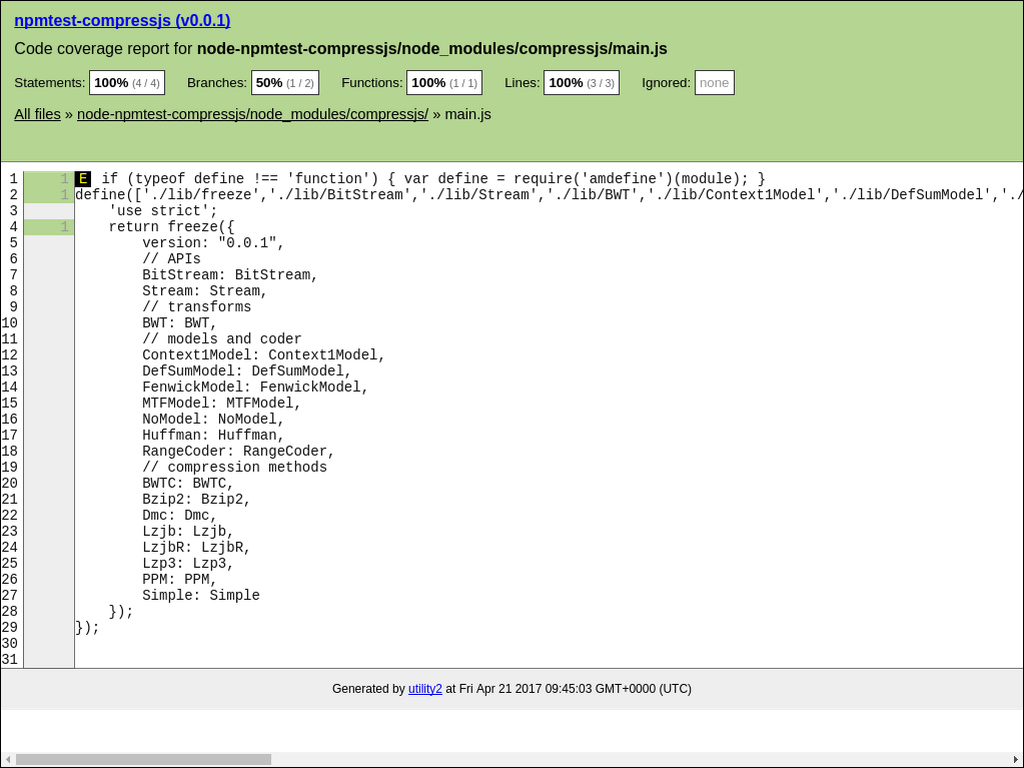 npmtest-compressjs (v0.0.1)
Code coverage report for node-npmtest-compressjs/node_modules/compressjs/main.js
Statements: 100% (4 / 4) Branches: 50% (1 / 2) Functions: 100% (1 / 1) Lines: 100% (3 / 3) Ignored: none
All files » node-npmtest-compressjs/node_modules/compressjs/ » main.js
1 1 E if (typeof define !== 'function') { var define = require('amdefine')(module); }
2 1 define(['./lib/freeze','./lib/BitStream','./lib/Stream','./lib/BWT','./lib/Context1Model','./lib/DefSumModel','./
3 'use strict';
4 1 return freeze({
5 version: "0.0.1",
6 // APIs
7 BitStream: BitStream,
8 Stream: Stream,
9 // transforms
10 BWT: BWT,
11 // models and coder
12 Context1Model: Context1Model,
13 DefSumModel: DefSumModel,
14 FenwickModel: FenwickModel,
15 MTFModel: MTFModel,
16 NoModel: NoModel,
17 Huffman: Huffman,
18 RangeCoder: RangeCoder,
19 // compression methods
20 BWTC: BWTC,
21 Bzip2: Bzip2,
22 Dmc: Dmc,
23 Lzjb: Lzjb,
24 LzjbR: LzjbR,
25 Lzp3: Lzp3,
26 PPM: PPM,
27 Simple: Simple
28 });
29 });
30
31
Generated by utility2 at Fri Apr 21 2017 09:45:03 GMT+0000 (UTC)